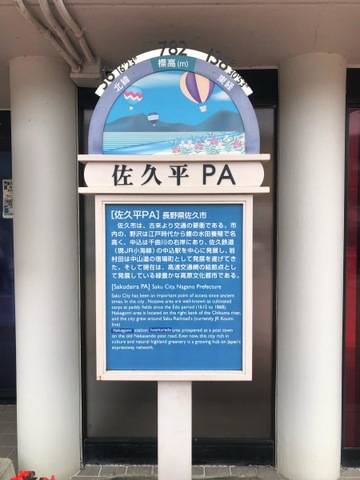 782
標高(m)
北緯
東経
佐久平 PA
[佐久平PA] 長野県佐久市
佐久市は、古来より交通の要衝である。市
内の、野沢は江戸時代から鯉の水田養殖で名
高く、中込は千曲川の右岸にあり、佐久鉄道
(現JR小海線)の中込駅を中心に発展し、岩
村田は中山道の宿場町として発展を遂げてき
た。そして現在は、高速交通網の結節点とし
て発展している緑豊かな高原文化都市である。
[Sakudaira PA] Saku City, Nagano Prefecture
Saku City has been an important point of access since ancient
times. In the city , Nozawa area are well-known as cultivated
carps at paddy fields since the Edo period (1615 to 1868).
Nakagomi area is located on the right bank of the Chikuma river,
and the city grew around Saku Railroad's (currently JR Koumi
line)
Nakagomi station. Iwamurada area prospered as a post town
on the old Nakasendo post road. Even now, this city rich in
culture and natural highland greenery is a growing hub on Japan's
expressway network.